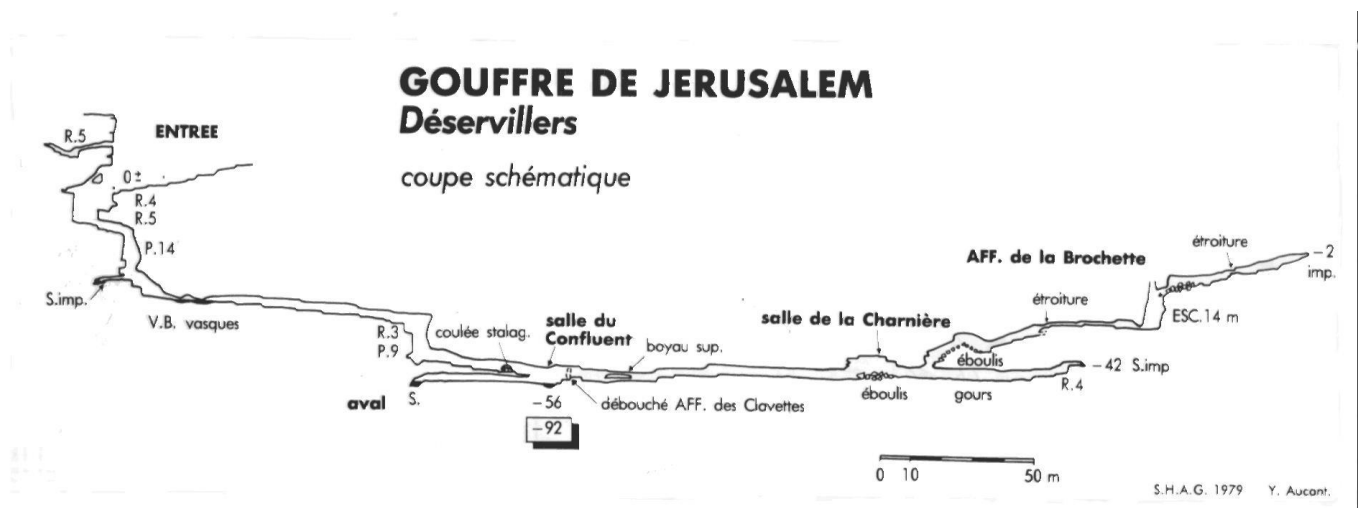 GOUFFRE DE JERUSALEM
Déservillers
coupe schématique
ENTREE
R.5
0±
R.4
R.5
P.14
S.imp.
V.B. vasques
R.3
P.9
coulée stalag.
salle du
Confluent
boyau sup.
salle de la Charnière
AFF. de la Brochette
étroiture
étroiture
-2
imp.
ESC.14 m
éboulis
-42 S.imp
R.4
gours
éboulis
débouché AFF. des Clavettes
aval
S.
-56
-92
0 10 50 m
S.H.A.G. 1979 Y. Aucant.